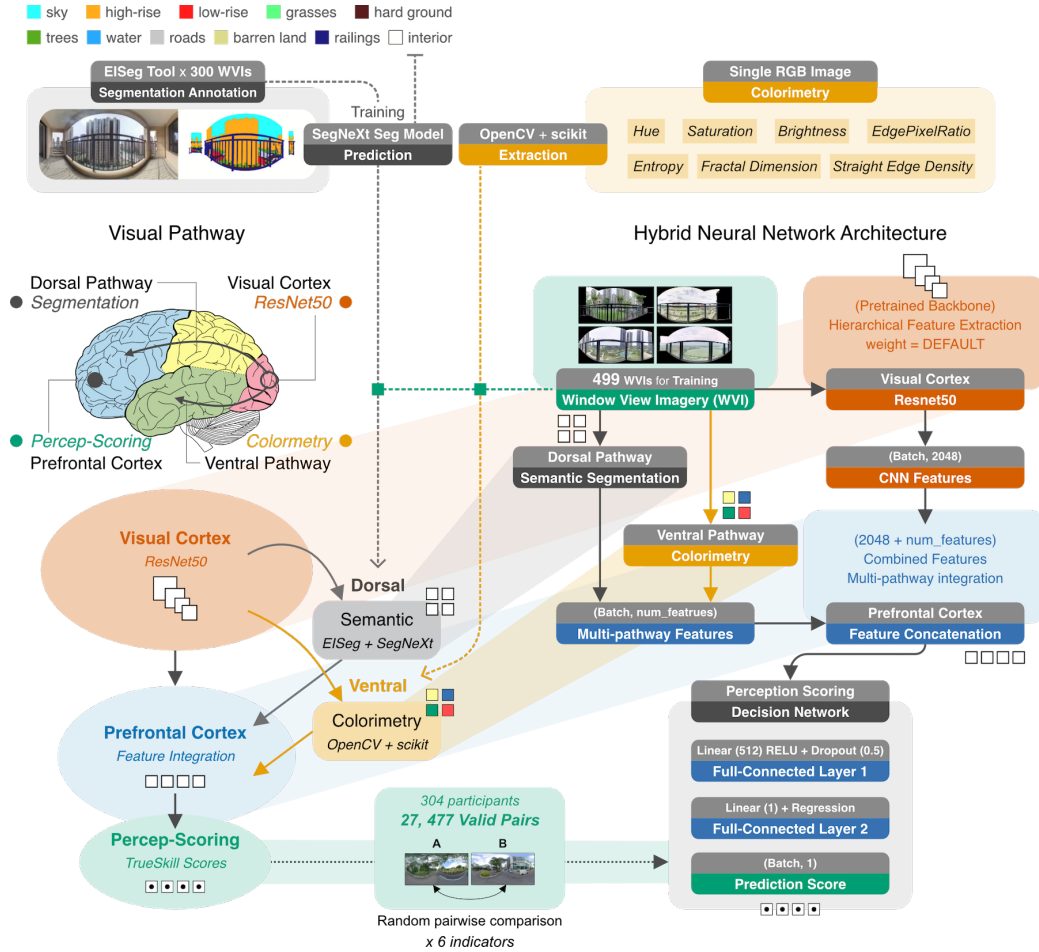 sky
high-rise
low-rise
grasses
hard ground
trees
water
roads
barren land
railings
interior
EISeg Tool x 300 WVIs
Segmentation Annotation
Training
SegNeXt Seg Model
Prediction
OpenCV + scikit
Extraction
Single RGB Image
Colorimetry
Hue
Saturation
Brightness
EdgePixelRatio
Entropy
Fractal Dimension
Straight Edge Density
Visual Pathway
Dorsal Pathway
Segmentation
Visual Cortex
ResNet50
Percep-Scoring
Prefrontal Cortex
Colormetry
Ventral Pathway
Hybrid Neural Network Architecture
499 WVIs for Training
Window View Imagery (WVI)
(Pretrained Backbone)
Hierarchical Feature Extraction
weight = DEFAULT
Visual Cortex
Resnet50
Dorsal Pathway
Semantic Segmentation
(Batch, 2048)
CNN Features
Ventral Pathway
Colorimetry
(2048 + num_features)
Combined Features
Multi-pathway integration
(Batch, num_featrues)
Multi-pathway Features
Prefrontal Cortex
Feature Concatenation
Visual Cortex
ResNet50
Dorsal
Semantic
EISeg + SegNeXt
Ventral
Colorimetry
OpenCV + scikit
Prefrontal Cortex
Feature Integration
Percep-Scoring
TrueSkill Scores
304 participants
27, 477 Valid Pairs
A
B
Random pairwise comparison
x 6 indicators
Perception Scoring
Decision Network
Linear (512) RELU + Dropout (0.5)
Full-Connected Layer 1
Linear (1) + Regression
Full-Connected Layer 2
(Batch, 1)
Prediction Score